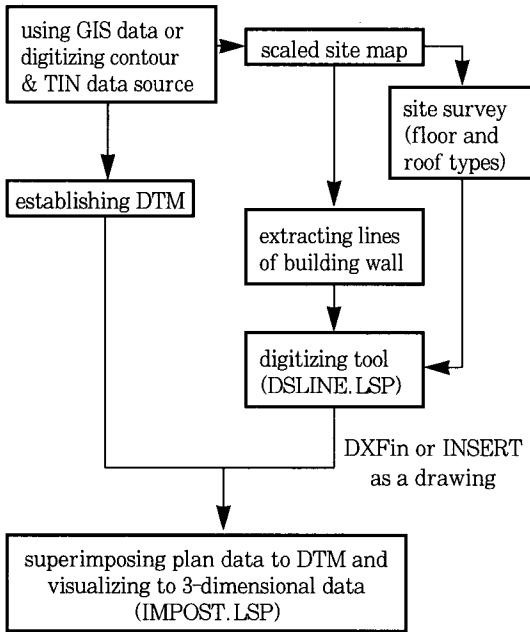 using GIS data or
digitizing contour
& TIN data source
scaled site map
site survey
(floor and
roof types)
establishing DTM
extracting lines
of building wall
digitizing tool
(DSLINE.LSP)
DXFin or INSERT
as a drawing
superimposing plan data to DTM and
visualizing to 3-dimensional data
(IMPOST.LSP)